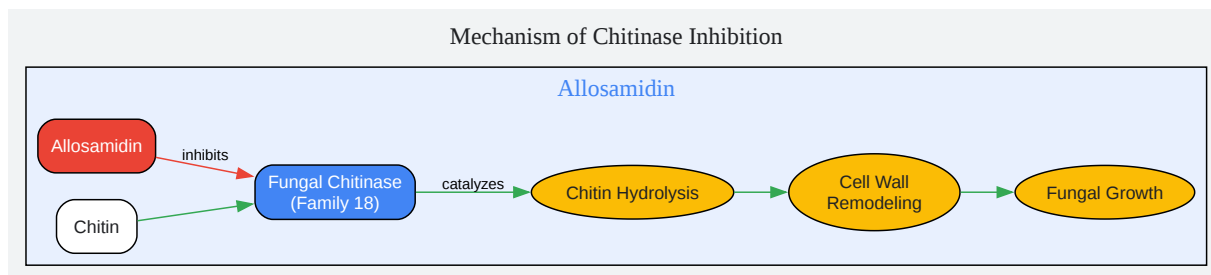 Mechanism of Chitinase Inhibition
Allosamidin
Allosamidin
inhibits
Fungal Chitinase
(Family 18)
Chitin
catalyzes
Chitin Hydrolysis
Cell Wall
Remodeling
Fungal Growth